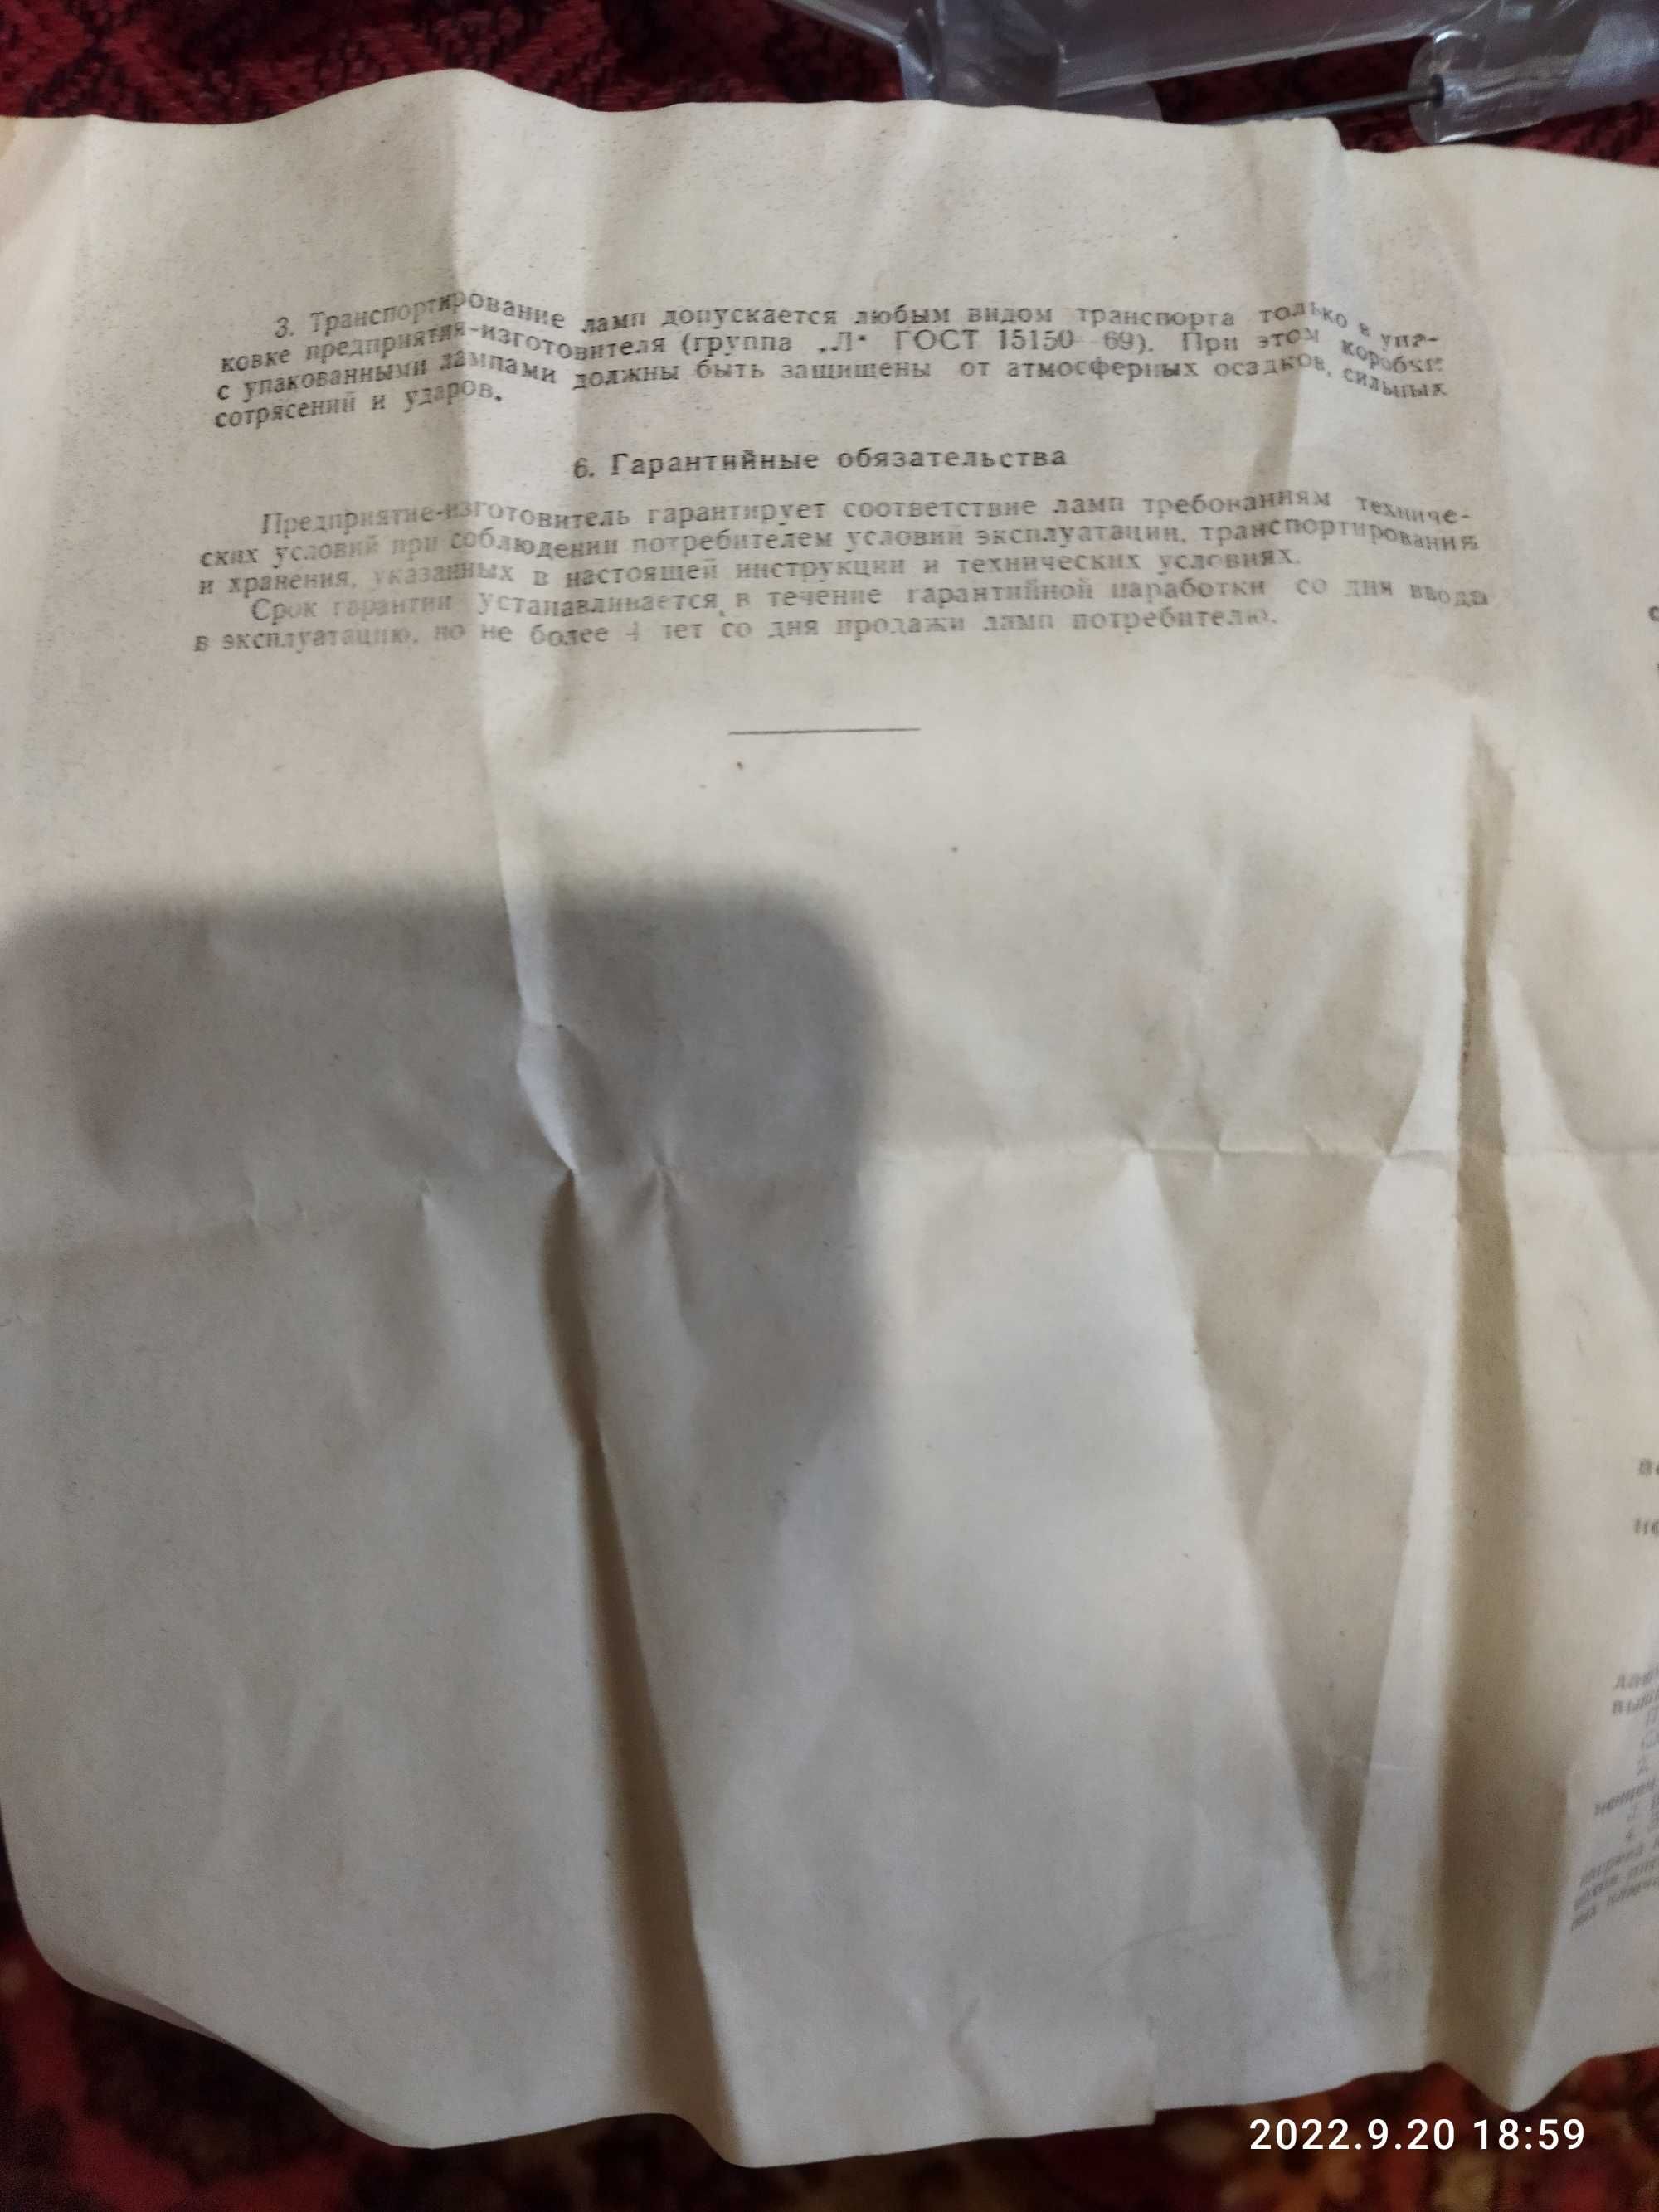 3. Транспортирование ламп допускается любым видом транспорта только в упа-
ковке предприятия-изготовителя (группа „Л“ ГОСТ 15150—69). При этом коробки
с упакованными лампами должны быть защищены от атмосферных осадков, сильных
сотрясений и ударов.
6. Гарантийные обязательства
Предприятие-изготовитель гарантирует соответствие ламп требованиям техниче-
ских условий при соблюдении потребителем условий эксплуатации, транспортирования
и хранения, указанных в настоящей инструкции и технических условиях.
Срок гарантии устанавливается в течение гарантийной наработки со дня ввода
в эксплуатацию, но не более 4 лет со дня продажи ламп потребителю.
2022.9.20 18:59